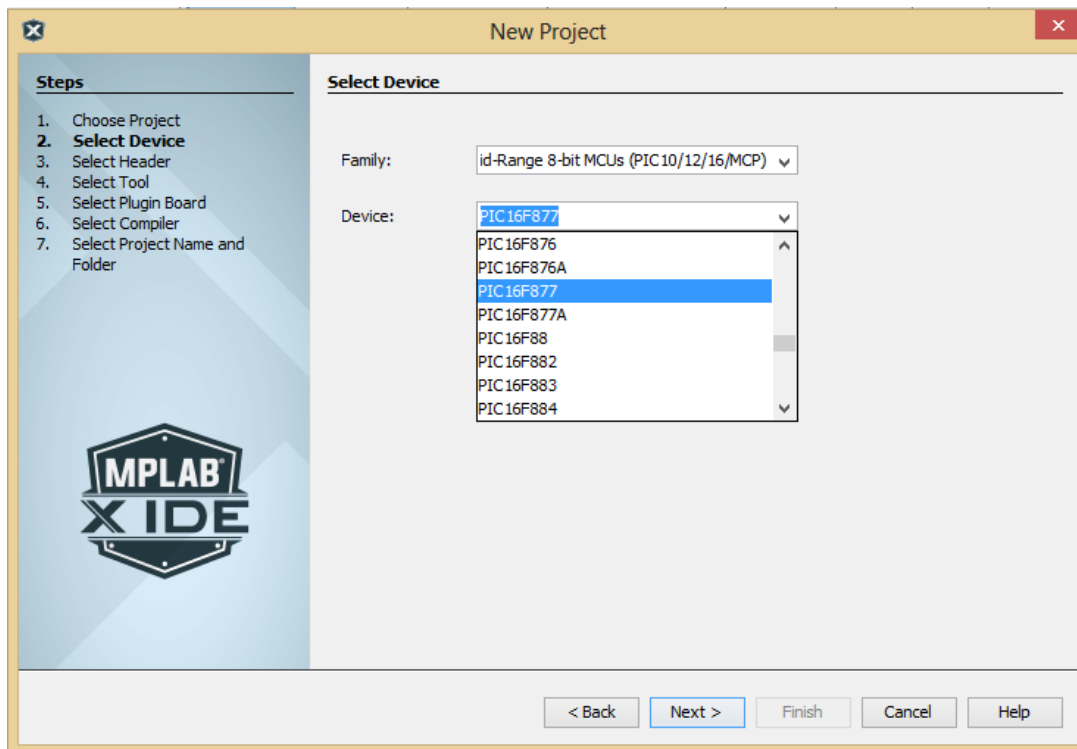 New Project
Steps
1. Choose Project
2. Select Device
3. Select Header
4. Select Tool
5. Select Plugin Board
6. Select Compiler
7. Select Project Name and
Folder
MPLAB®
X IDE
Select Device
Family: id-Range 8-bit MCUs (PIC10/12/16/MCP)
Device: PIC16F877
PIC16F876
PIC16F876A
PIC16F877
PIC16F877A
PIC16F88
PIC16F882
PIC16F883
PIC16F884
< Back Next > Finish Cancel Help